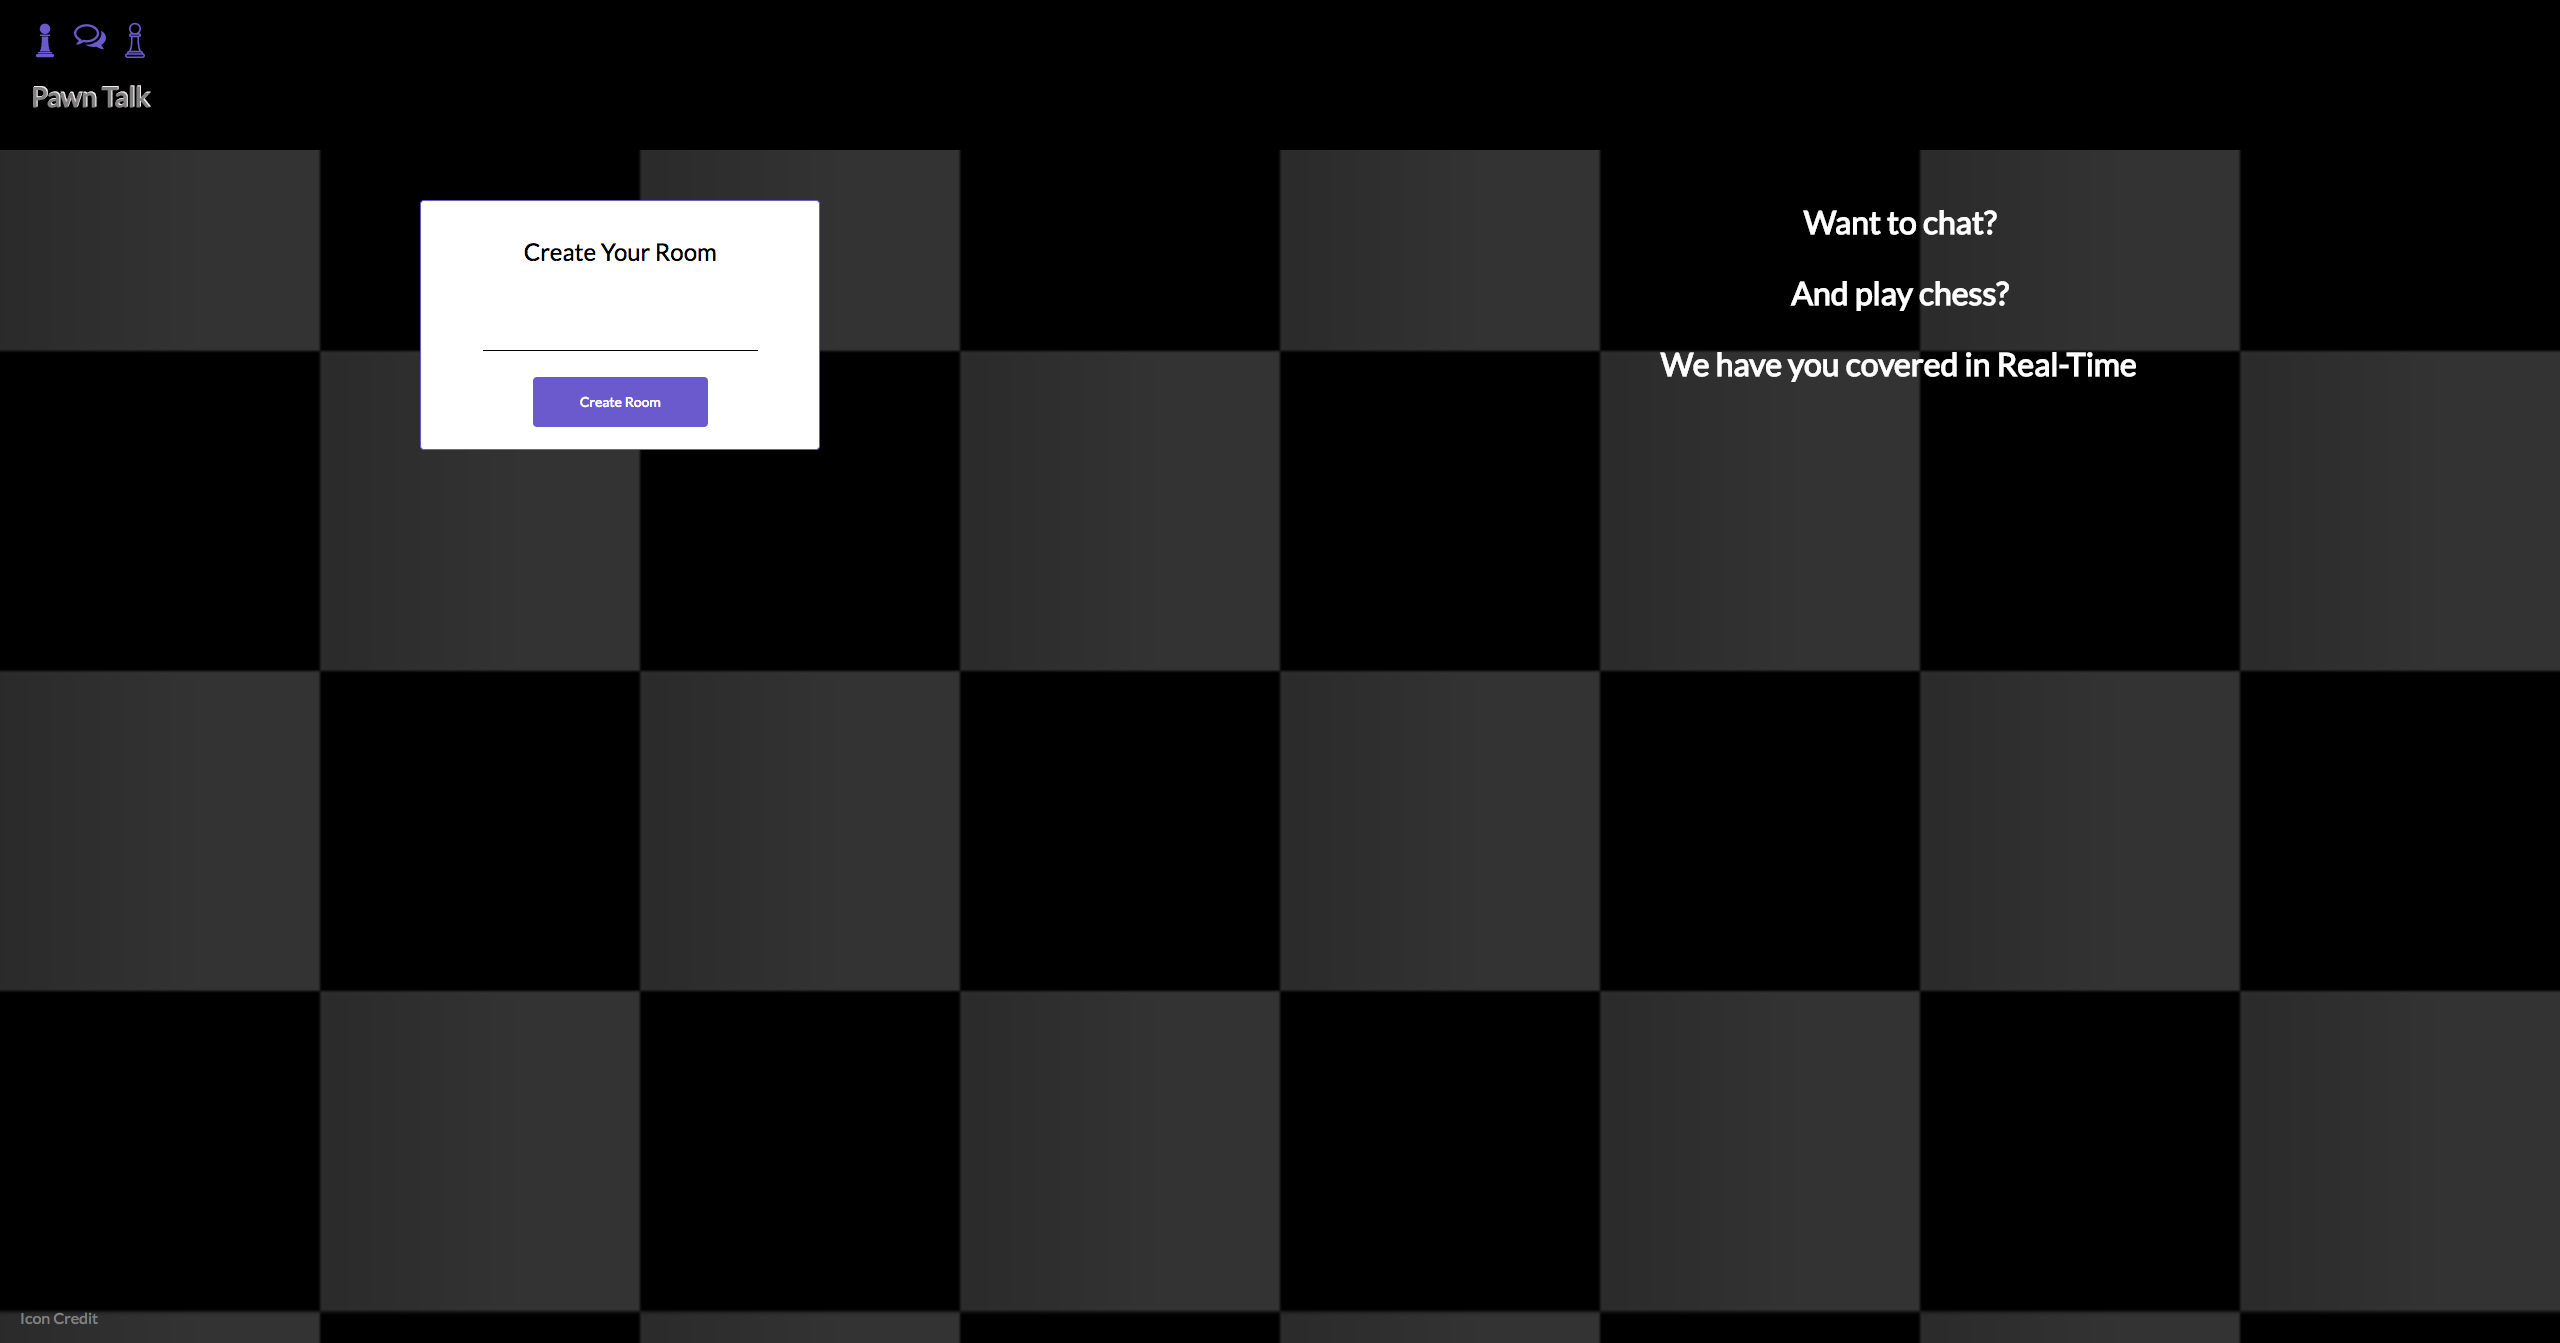 Pawn Talk
Create Your Room
Create Room
Want to chat?
And play chess?
We have you covered in Real-Time
Icon Credit